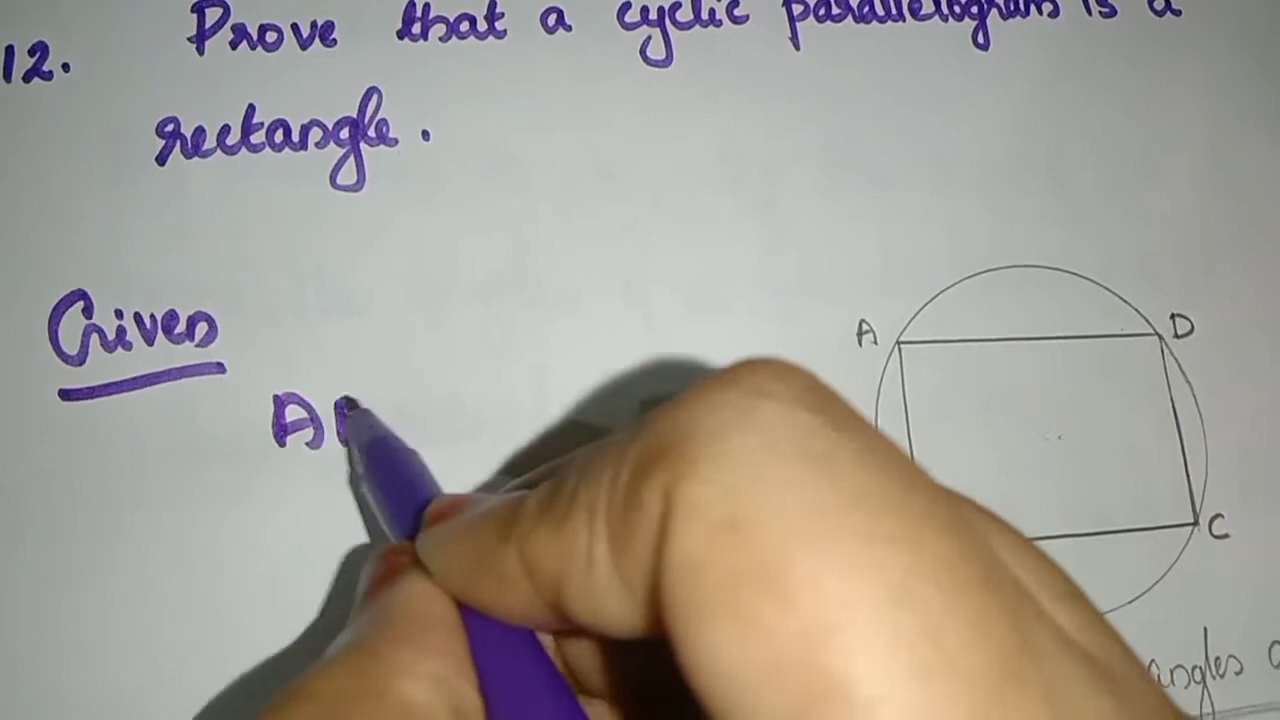 12. Prove that a cyclic parallelogram is a
rectangle.
Given
A
A D
C
angles